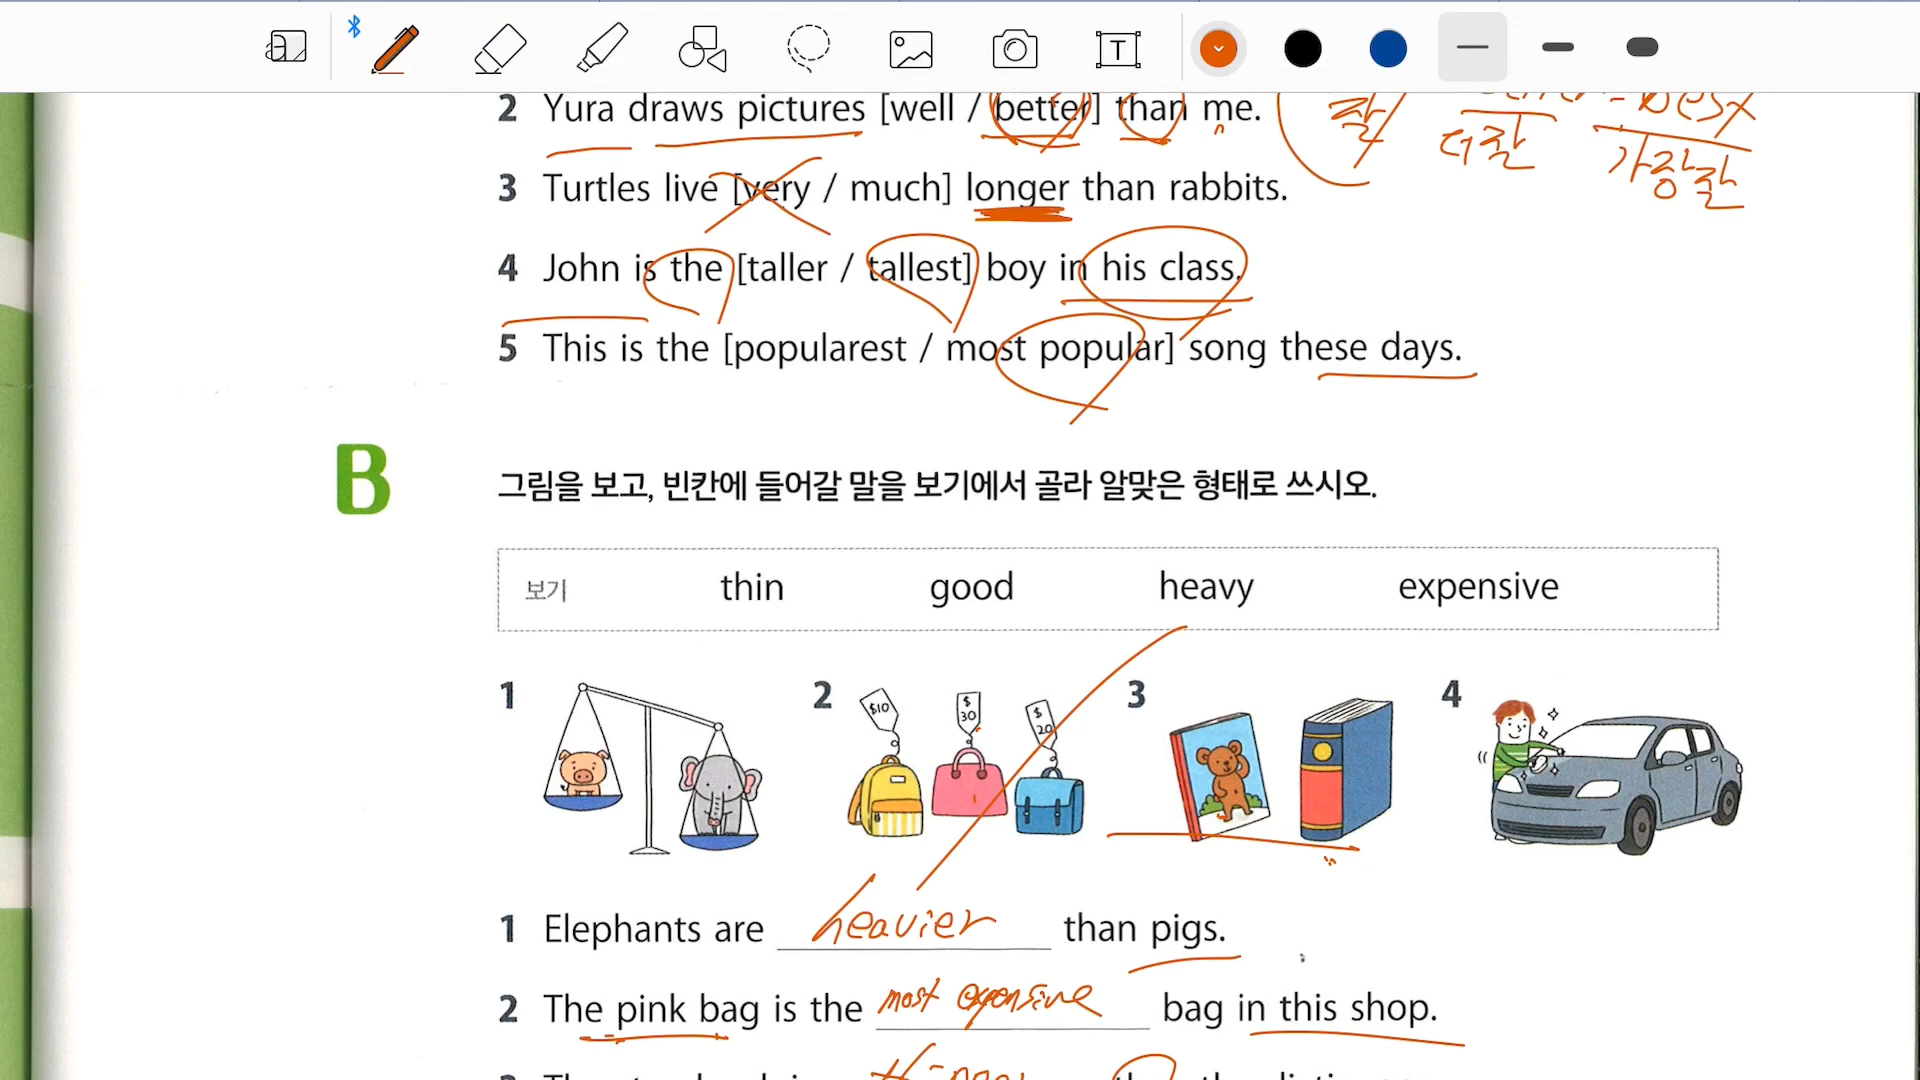 T
2 Yura draws pictures [well / better] than me.
잘
더 잘
best
가장 잘
3 Turtles live [very / much] longer than rabbits.
4 John is the [taller / tallest] boy in his class.
5 This is the [popularest / most popular] song these days.
B
그림을 보고, 빈칸에 들어갈 말을 보기에서 골라 알맞은 형태로 쓰시오.
보기 thin good heavy expensive
1 2 3 4
$10 $ 30 $ 20
1 Elephants are heavier than pigs.
2 The pink bag is the most expensive bag in this shop.